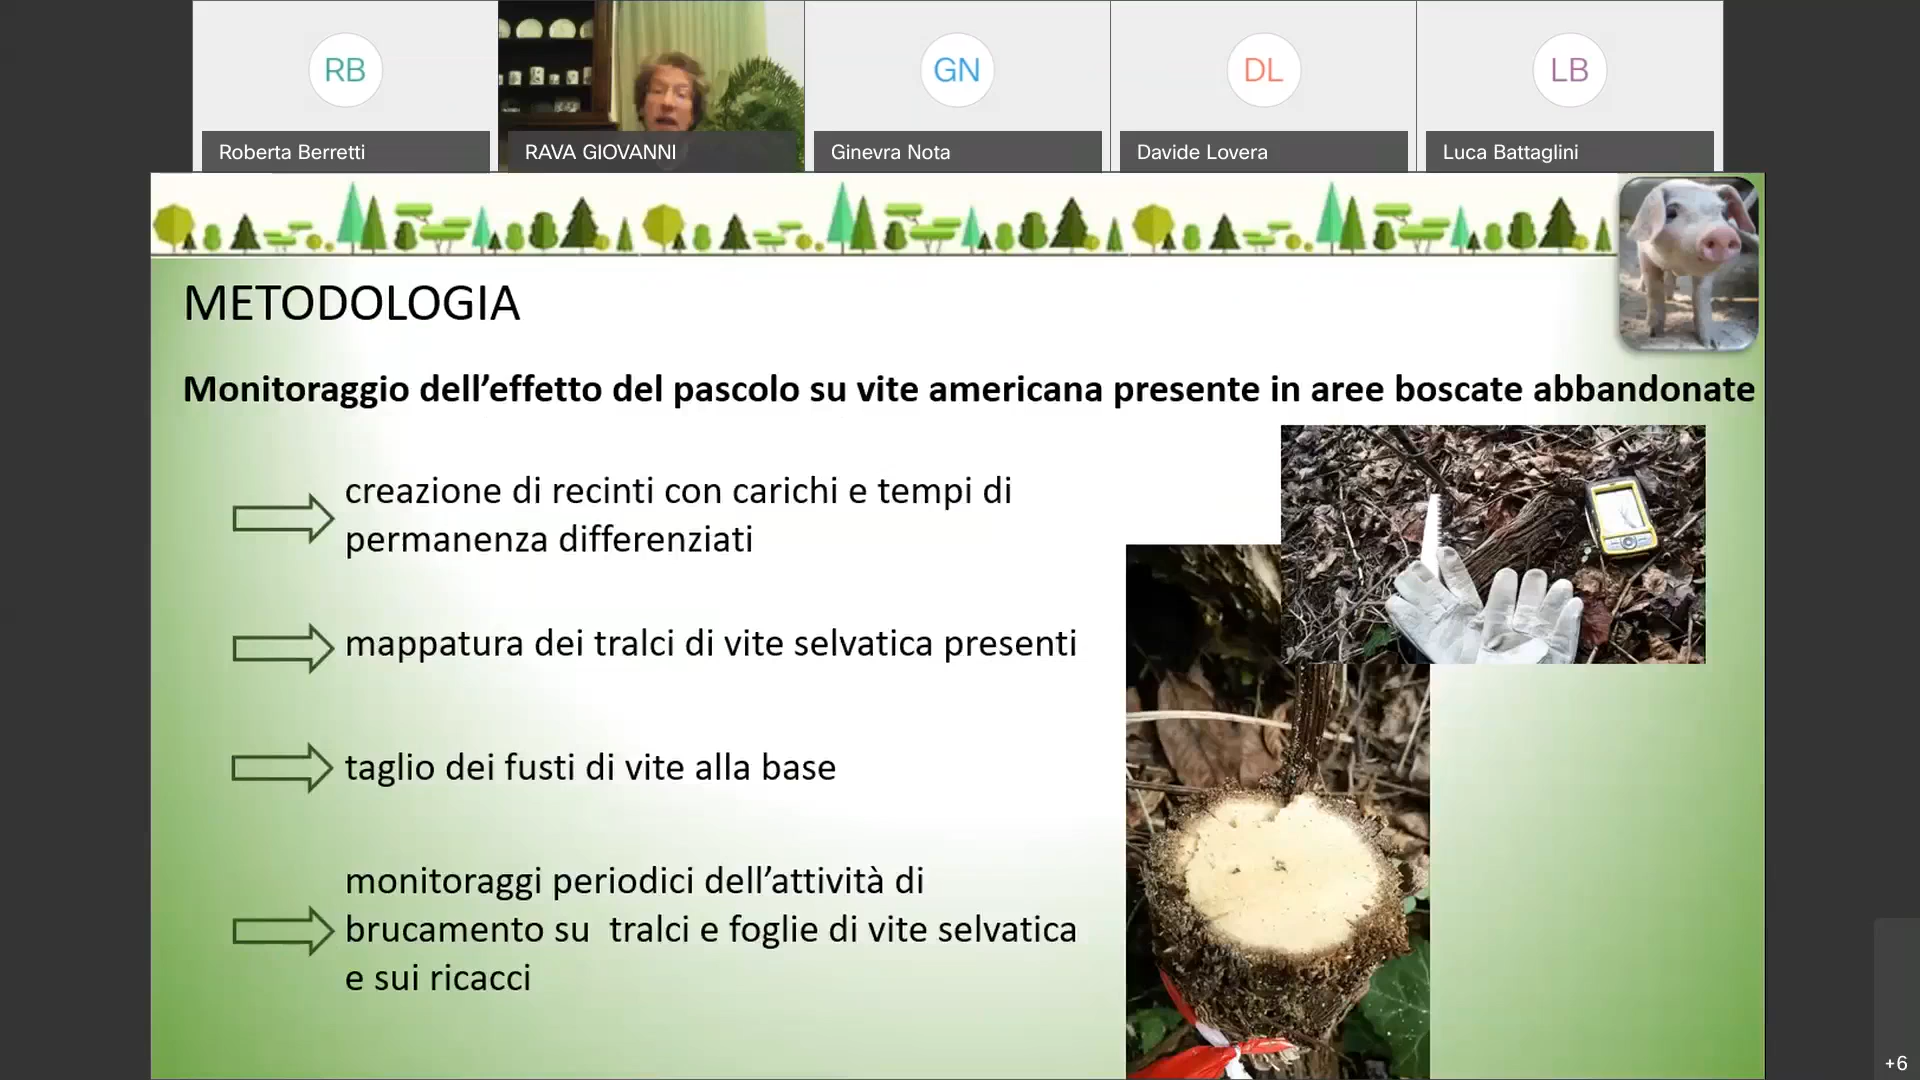 RB
GN
DL
LB
Roberta Berretti
RAVA GIOVANNI
Ginevra Nota
Davide Lovera
Luca Battaglini
METODOLOGIA
Monitoraggio dell’effetto del pascolo su vite americana presente in aree boscate abbandonate
creazione di recinti con carichi e tempi di
permanenza differenziati
mappatura dei tralci di vite selvatica presenti
taglio dei fusti di vite alla base
monitoraggi periodici dell’attività di
brucamento su  tralci e foglie di vite selvatica
e sui ricacci
+6